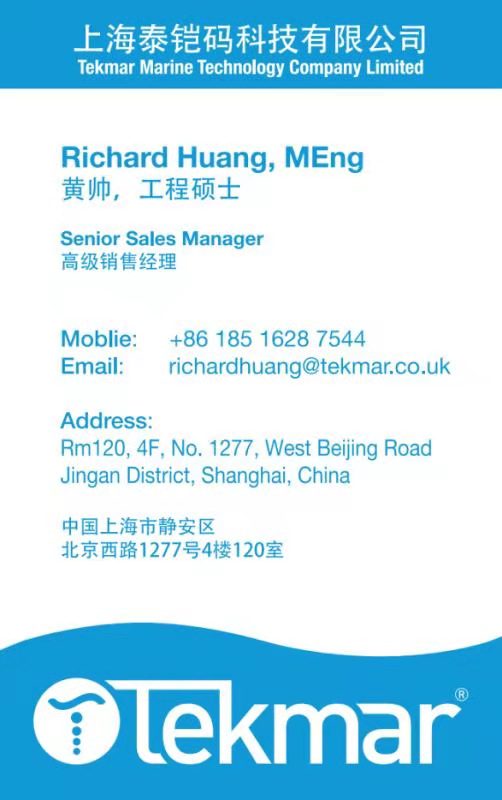 上海泰铠码科技有限公司
Tekmar Marine Technology Company Limited
Richard Huang, MEng
黄帅，工程硕士
Senior Sales Manager
高级销售经理
Moblie: +86 185 1628 7544
Email: richardhuang@tekmar.co.uk
Address:
Rm120, 4F, No. 1277, West Beijing Road
Jingan District, Shanghai, China
中国上海市静安区
北京西路1277号4楼120室
Tekmar®